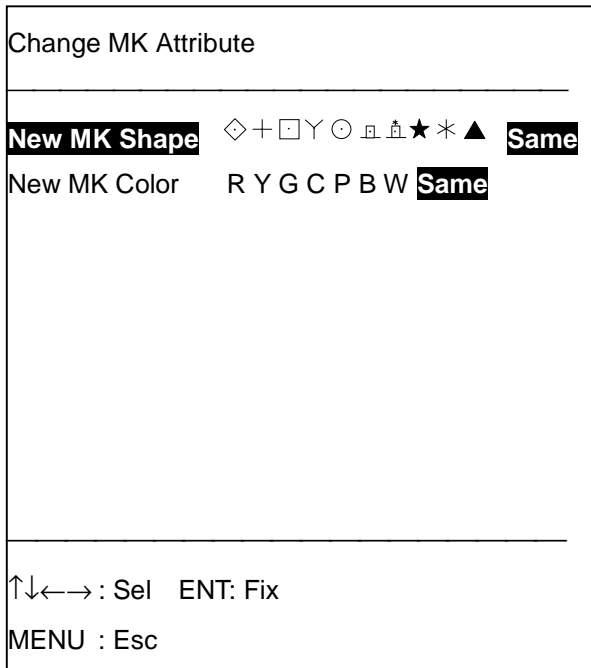 Change MK Attribute
New MK Shape ◇+⊡Y⊙ ★＊▲ Same
New MK Color R Y G C P B W Same
↑↓←→ : Sel ENT: Fix
MENU : Esc